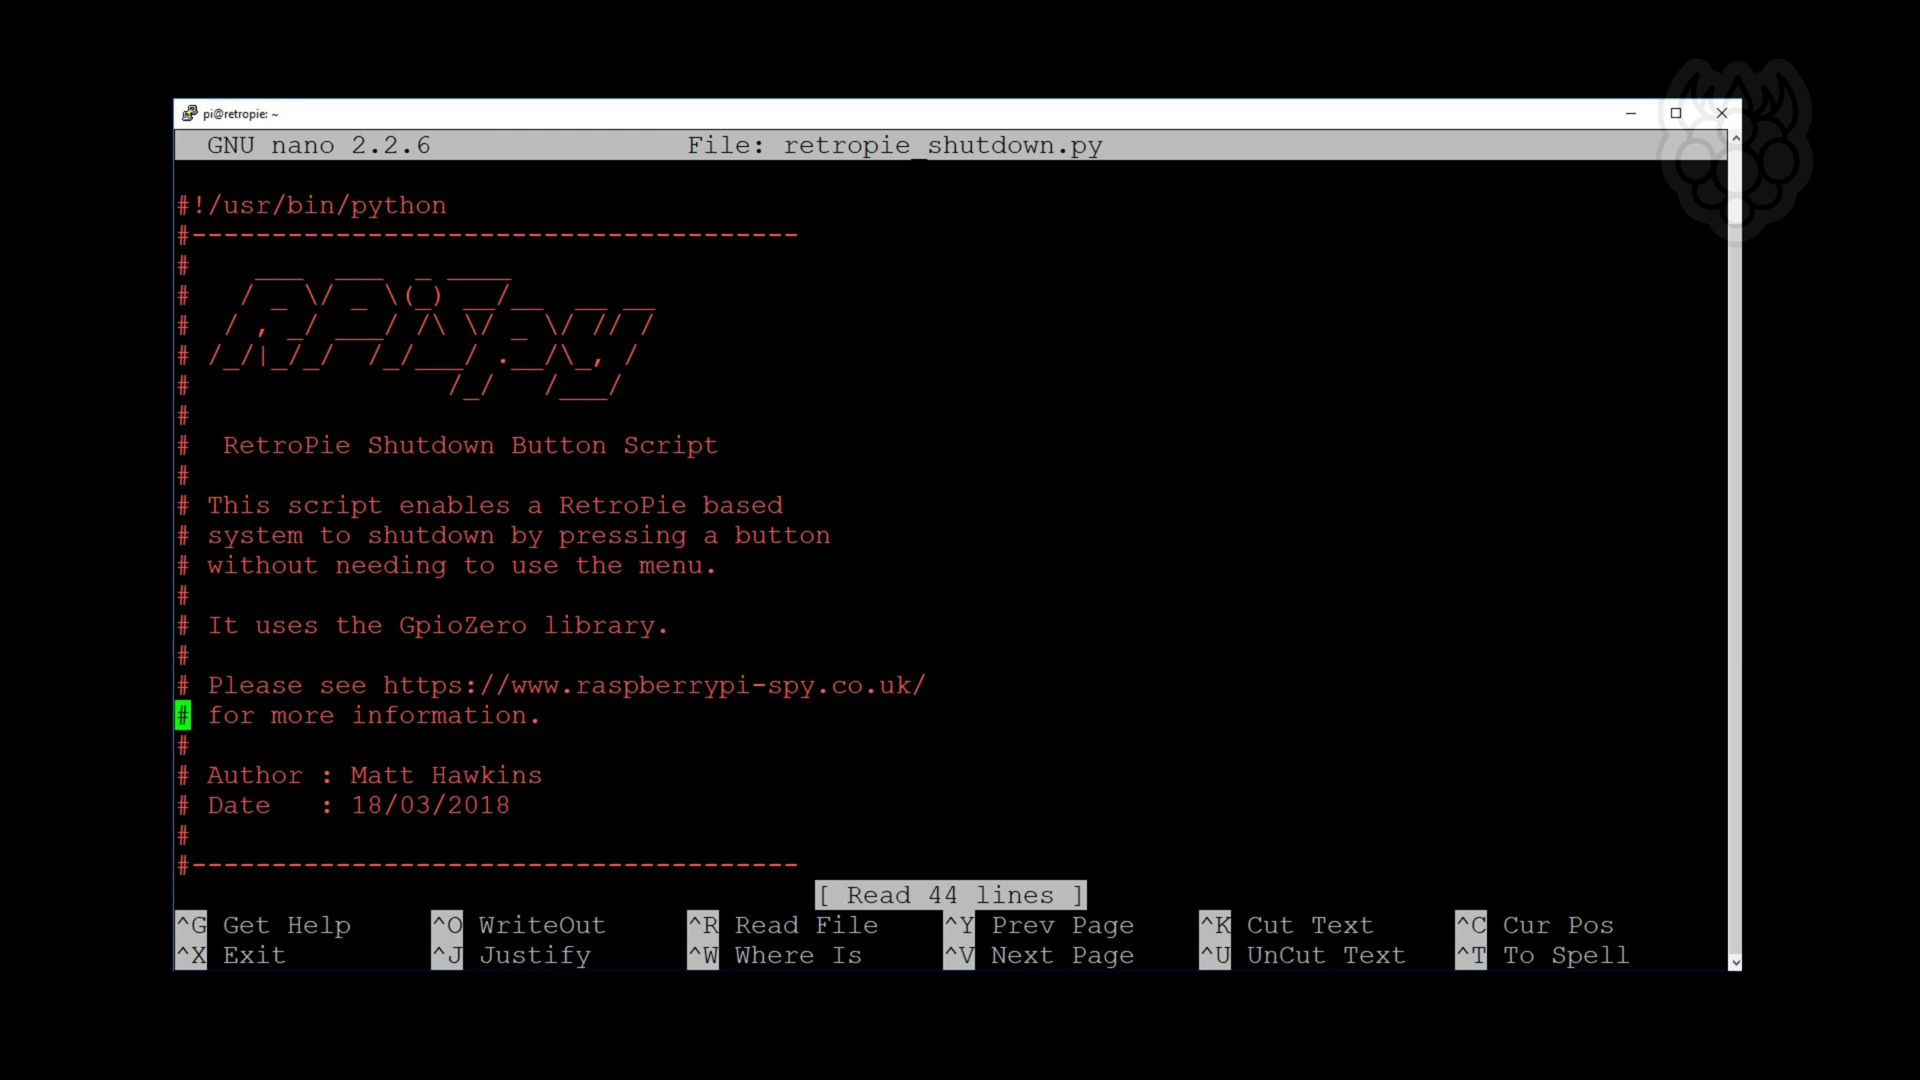 pi@retropie: ~
GNU nano 2.2.6 File: retropie_shutdown.py
#!/usr/bin/python
#--------------------------------------
#    ___  ___  _ ____
#   / _ \/ _ \(_) __/__  __ __
#  / , _/ ___/ /\ \/ _ \/ // /
# /_/|_/_/  /_/___/ .__/\_, /
#                /_/   /___/
#
#  RetroPie Shutdown Button Script
#
# This script enables a RetroPie based
# system to shutdown by pressing a button
# without needing to use the menu.
#
# It uses the GpioZero library.
#
# Please see https://www.raspberrypi-spy.co.uk/
# for more information.
#
# Author : Matt Hawkins
# Date   : 18/03/2018
#
#--------------------------------------
[ Read 44 lines ]
^G Get Help ^O WriteOut ^R Read File ^Y Prev Page ^K Cut Text ^C Cur Pos
^X Exit ^J Justify ^W Where Is ^V Next Page ^U UnCut Text ^T To Spell